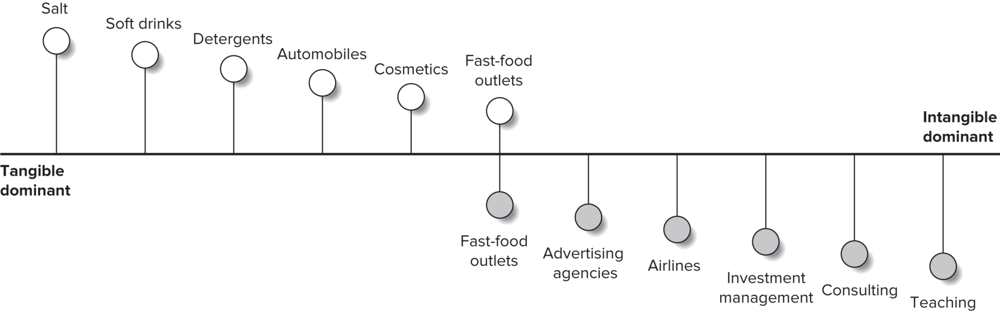 Salt
Soft drinks
Detergents
Automobiles
Cosmetics
Fast-food
outlets
Intangible
dominant
Tangible
dominant
Fast-food
outlets
Advertising
agencies
Airlines
Investment
management
Consulting
Teaching